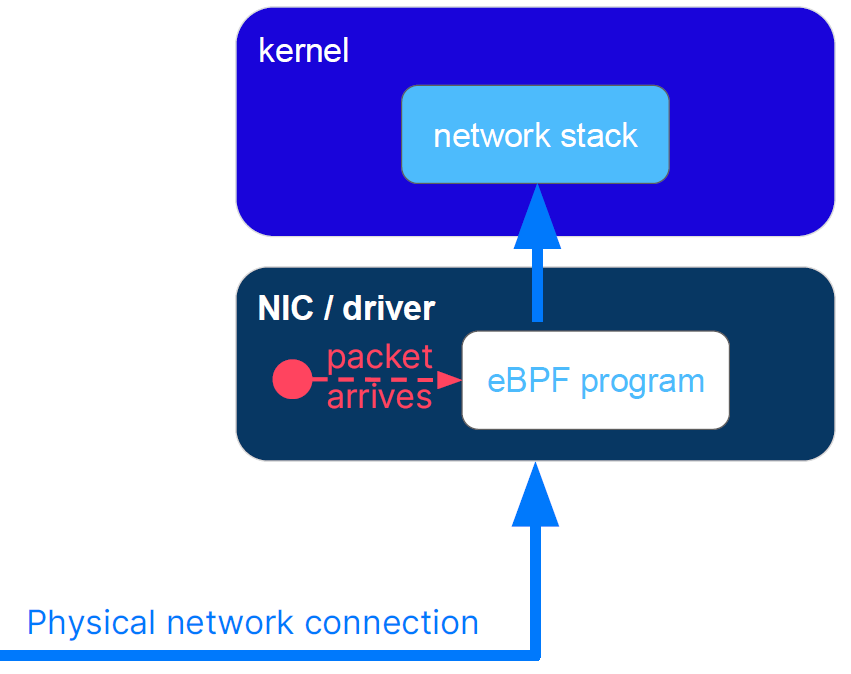 kernel
network stack
NIC / driver
packet
arrives
eBPF program
Physical network connection